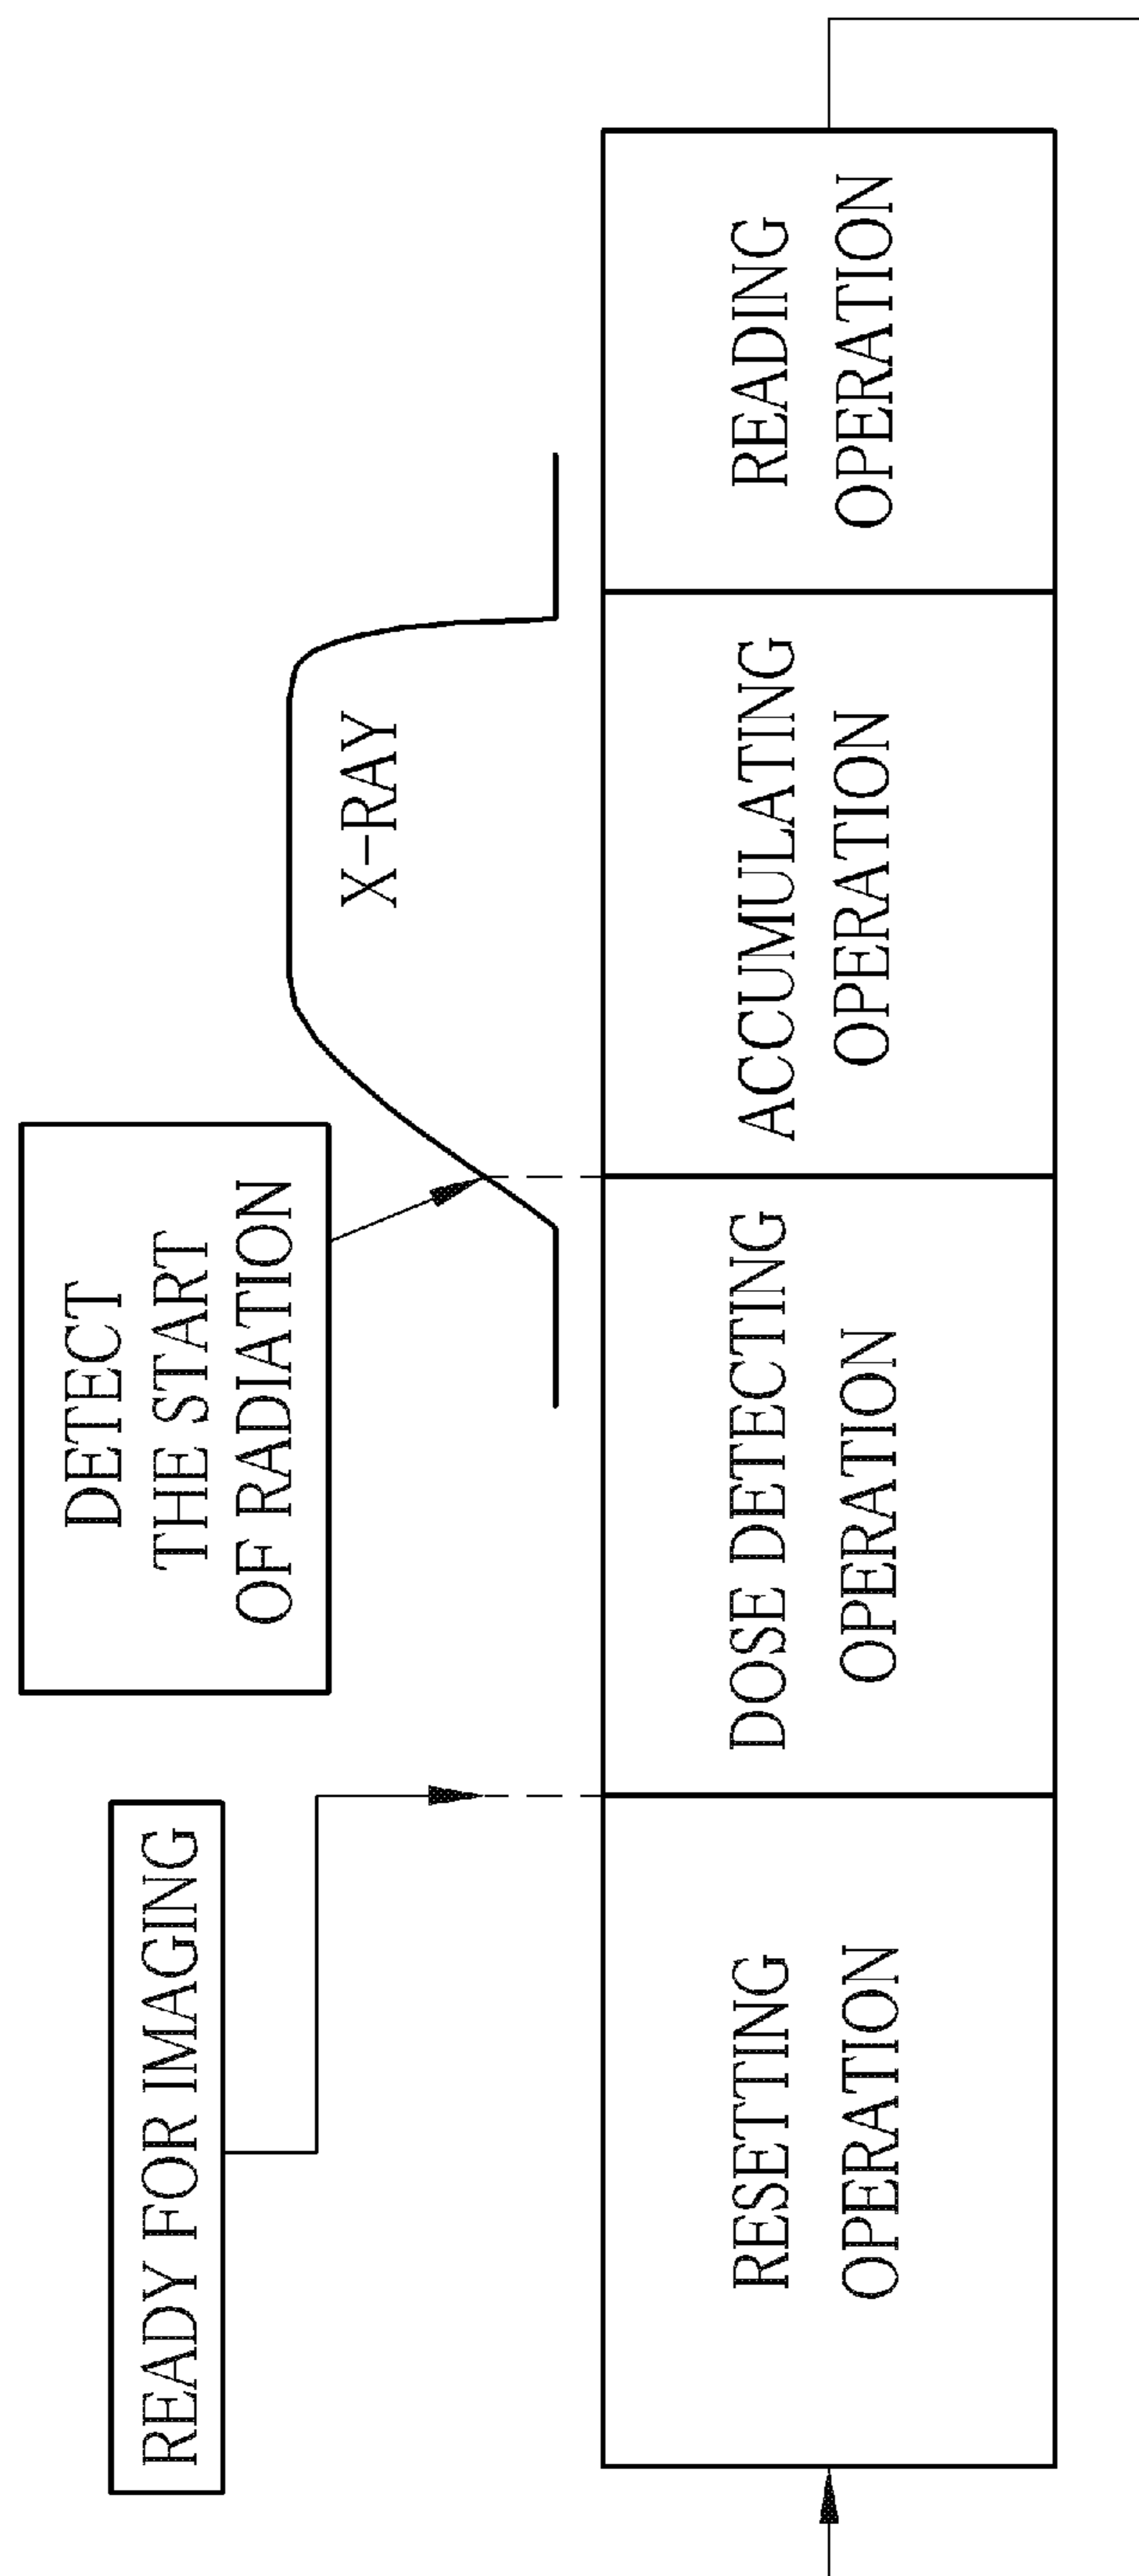 READY FOR IMAGING
DETECT
THE START
OF RADIATION
X-RAY
RESETTING
OPERATION
DOSE DETECTING
OPERATION
ACCUMULATING
OPERATION
READING
OPERATION